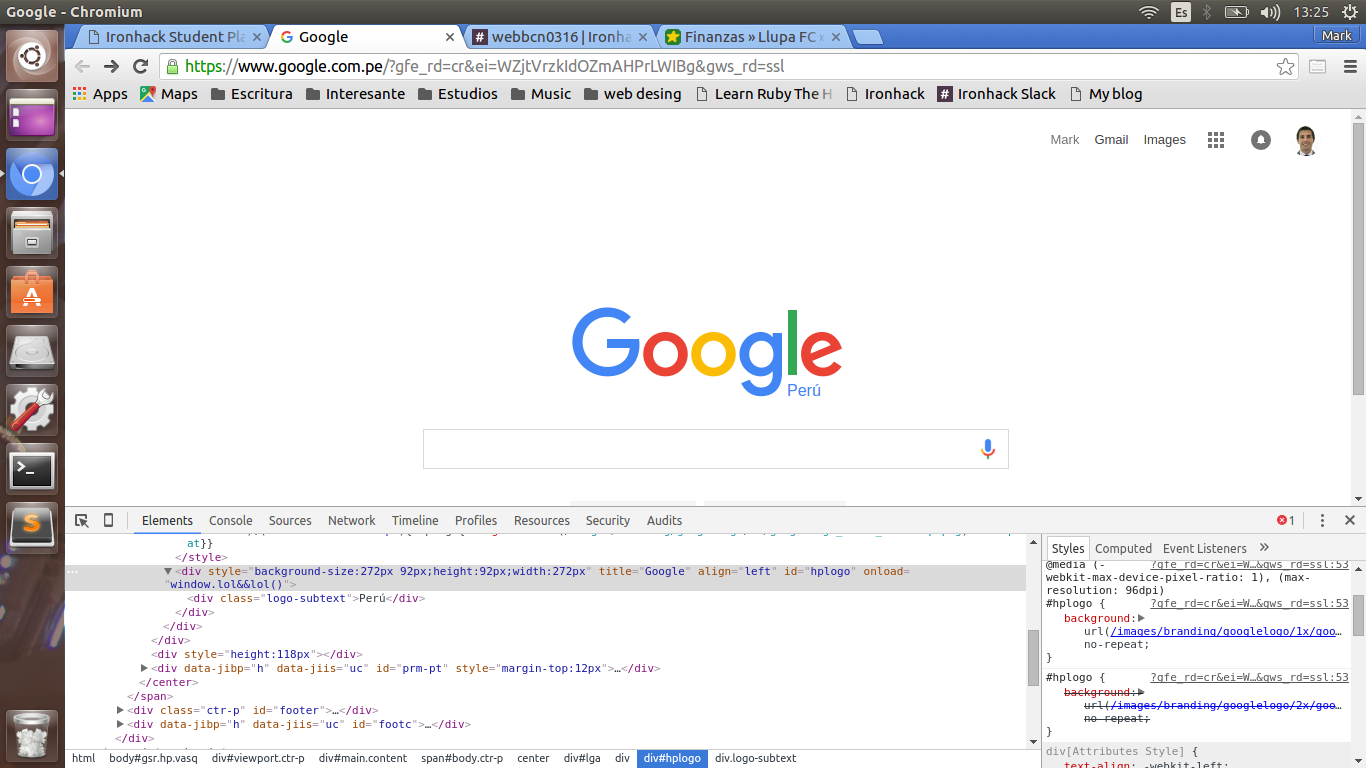 Google - Chromium
Es
13:25
Ironhack Student Pla
Google
webbcn0316 | Ironha
Finanzas » Llupa FC
Mark
https://www.google.com.pe/?gfe_rd=cr&ei=WZjtVrzkIdOZmAHPrLWIBg&gws_rd=ssl
Apps
Maps
Escritura
Interesante
Estudios
Music
web desing
Learn Ruby The H
Ironhack
Ironhack Slack
My blog
Mark
Gmail
Images
Google
Perú
Elements
Console
Sources
Network
Timeline
Profiles
Resources
Security
Audits
1
at}}
</style>
<div style="background-size:272px 92px;height:92px;width:272px" title="Google" align="left" id="hplogo" onload=
"window.lol&&lol()">
<div class="logo-subtext">Perú</div>
</div>
</div>
</div>
<div style="height:118px"></div>
<div data-jibp="h" data-jiis="uc" id="prm-pt" style="margin-top:12px">…</div>
</center>
</span>
<div class="ctr-p" id="footer">…</div>
<div data-jibp="h" data-jiis="uc" id="footc">…</div>
</div>
html
body#gsr.hp.vasq
div#viewport.ctr-p
div#main.content
span#body.ctr-p
center
div#lga
div
div#hplogo
div.logo-subtext
Styles
Computed
Event Listeners
»
@media (-
?gfe_rd=cr&ei=W…&gws_rd=ssl:53
webkit-max-device-pixel-ratio: 1), (max-
resolution: 96dpi)
#hplogo {
?gfe_rd=cr&ei=W…&gws_rd=ssl:53
background:
url(/images/branding/googlelogo/1x/goo…
no-repeat;
}
#hplogo {
?gfe_rd=cr&ei=W…&gws_rd=ssl:53
background:
url(/images/branding/googlelogo/2x/goo…
no-repeat;
}
div[Attributes Style] {
text-align: -webkit-left;